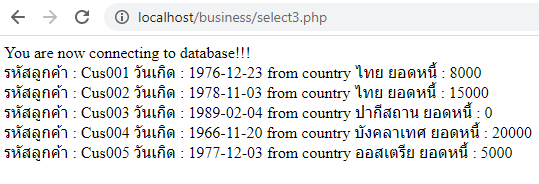 localhost/business/select3.php
You are now connecting to database!!!
รหัสลูกค้า : Cus001 วันเกิด : 1976-12-23 from country ไทย ยอดหนี้ : 8000
รหัสลูกค้า : Cus002 วันเกิด : 1978-11-03 from country ไทย ยอดหนี้ : 15000
รหัสลูกค้า : Cus003 วันเกิด : 1989-02-04 from country ปากีสถาน ยอดหนี้ : 0
รหัสลูกค้า : Cus004 วันเกิด : 1966-11-20 from country บังคลาเทศ ยอดหนี้ : 20000
รหัสลูกค้า : Cus005 วันเกิด : 1977-12-03 from country ออสเตรีย ยอดหนี้ : 5000